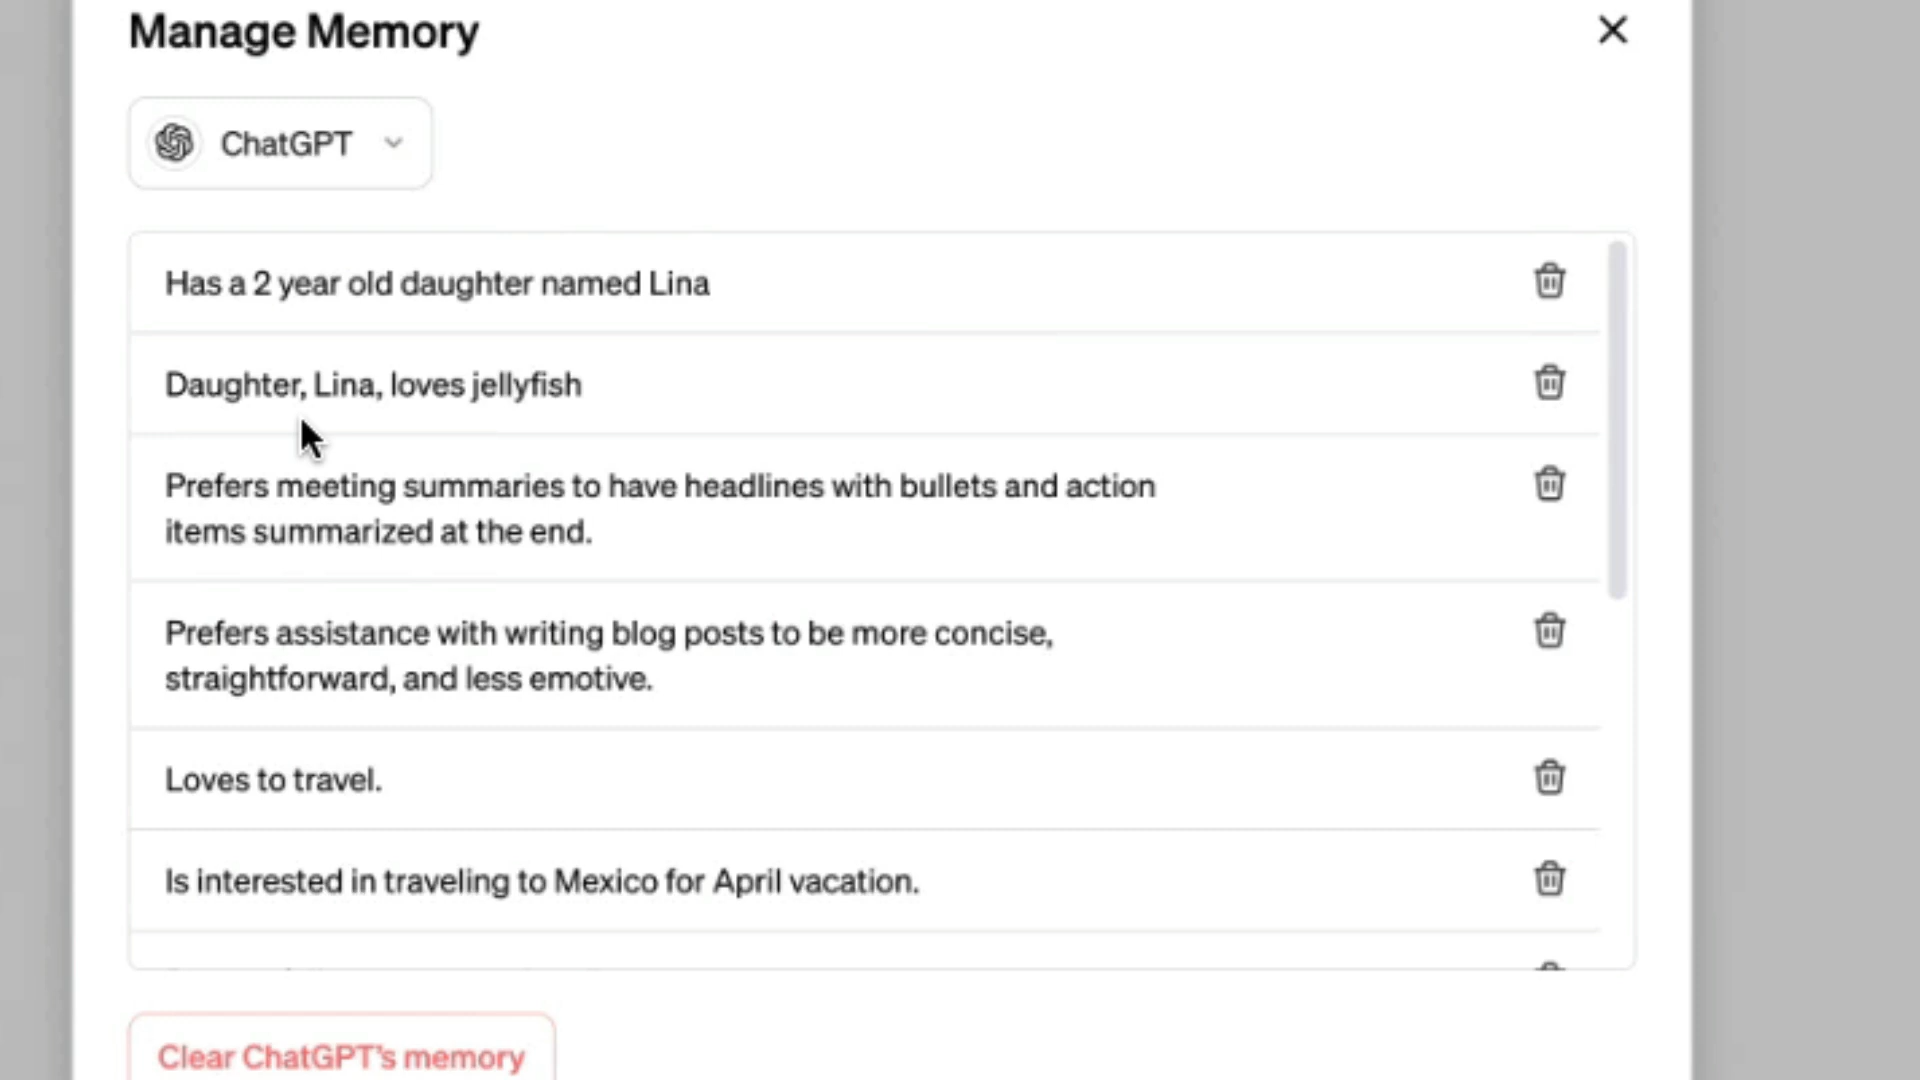 Manage Memory
ChatGPT
Has a 2 year old daughter named Lina
Daughter, Lina, loves jellyfish
Prefers meeting summaries to have headlines with bullets and action
items summarized at the end.
Prefers assistance with writing blog posts to be more concise,
straightforward, and less emotive.
Loves to travel.
Is interested in traveling to Mexico for April vacation.
Clear ChatGPT's memory